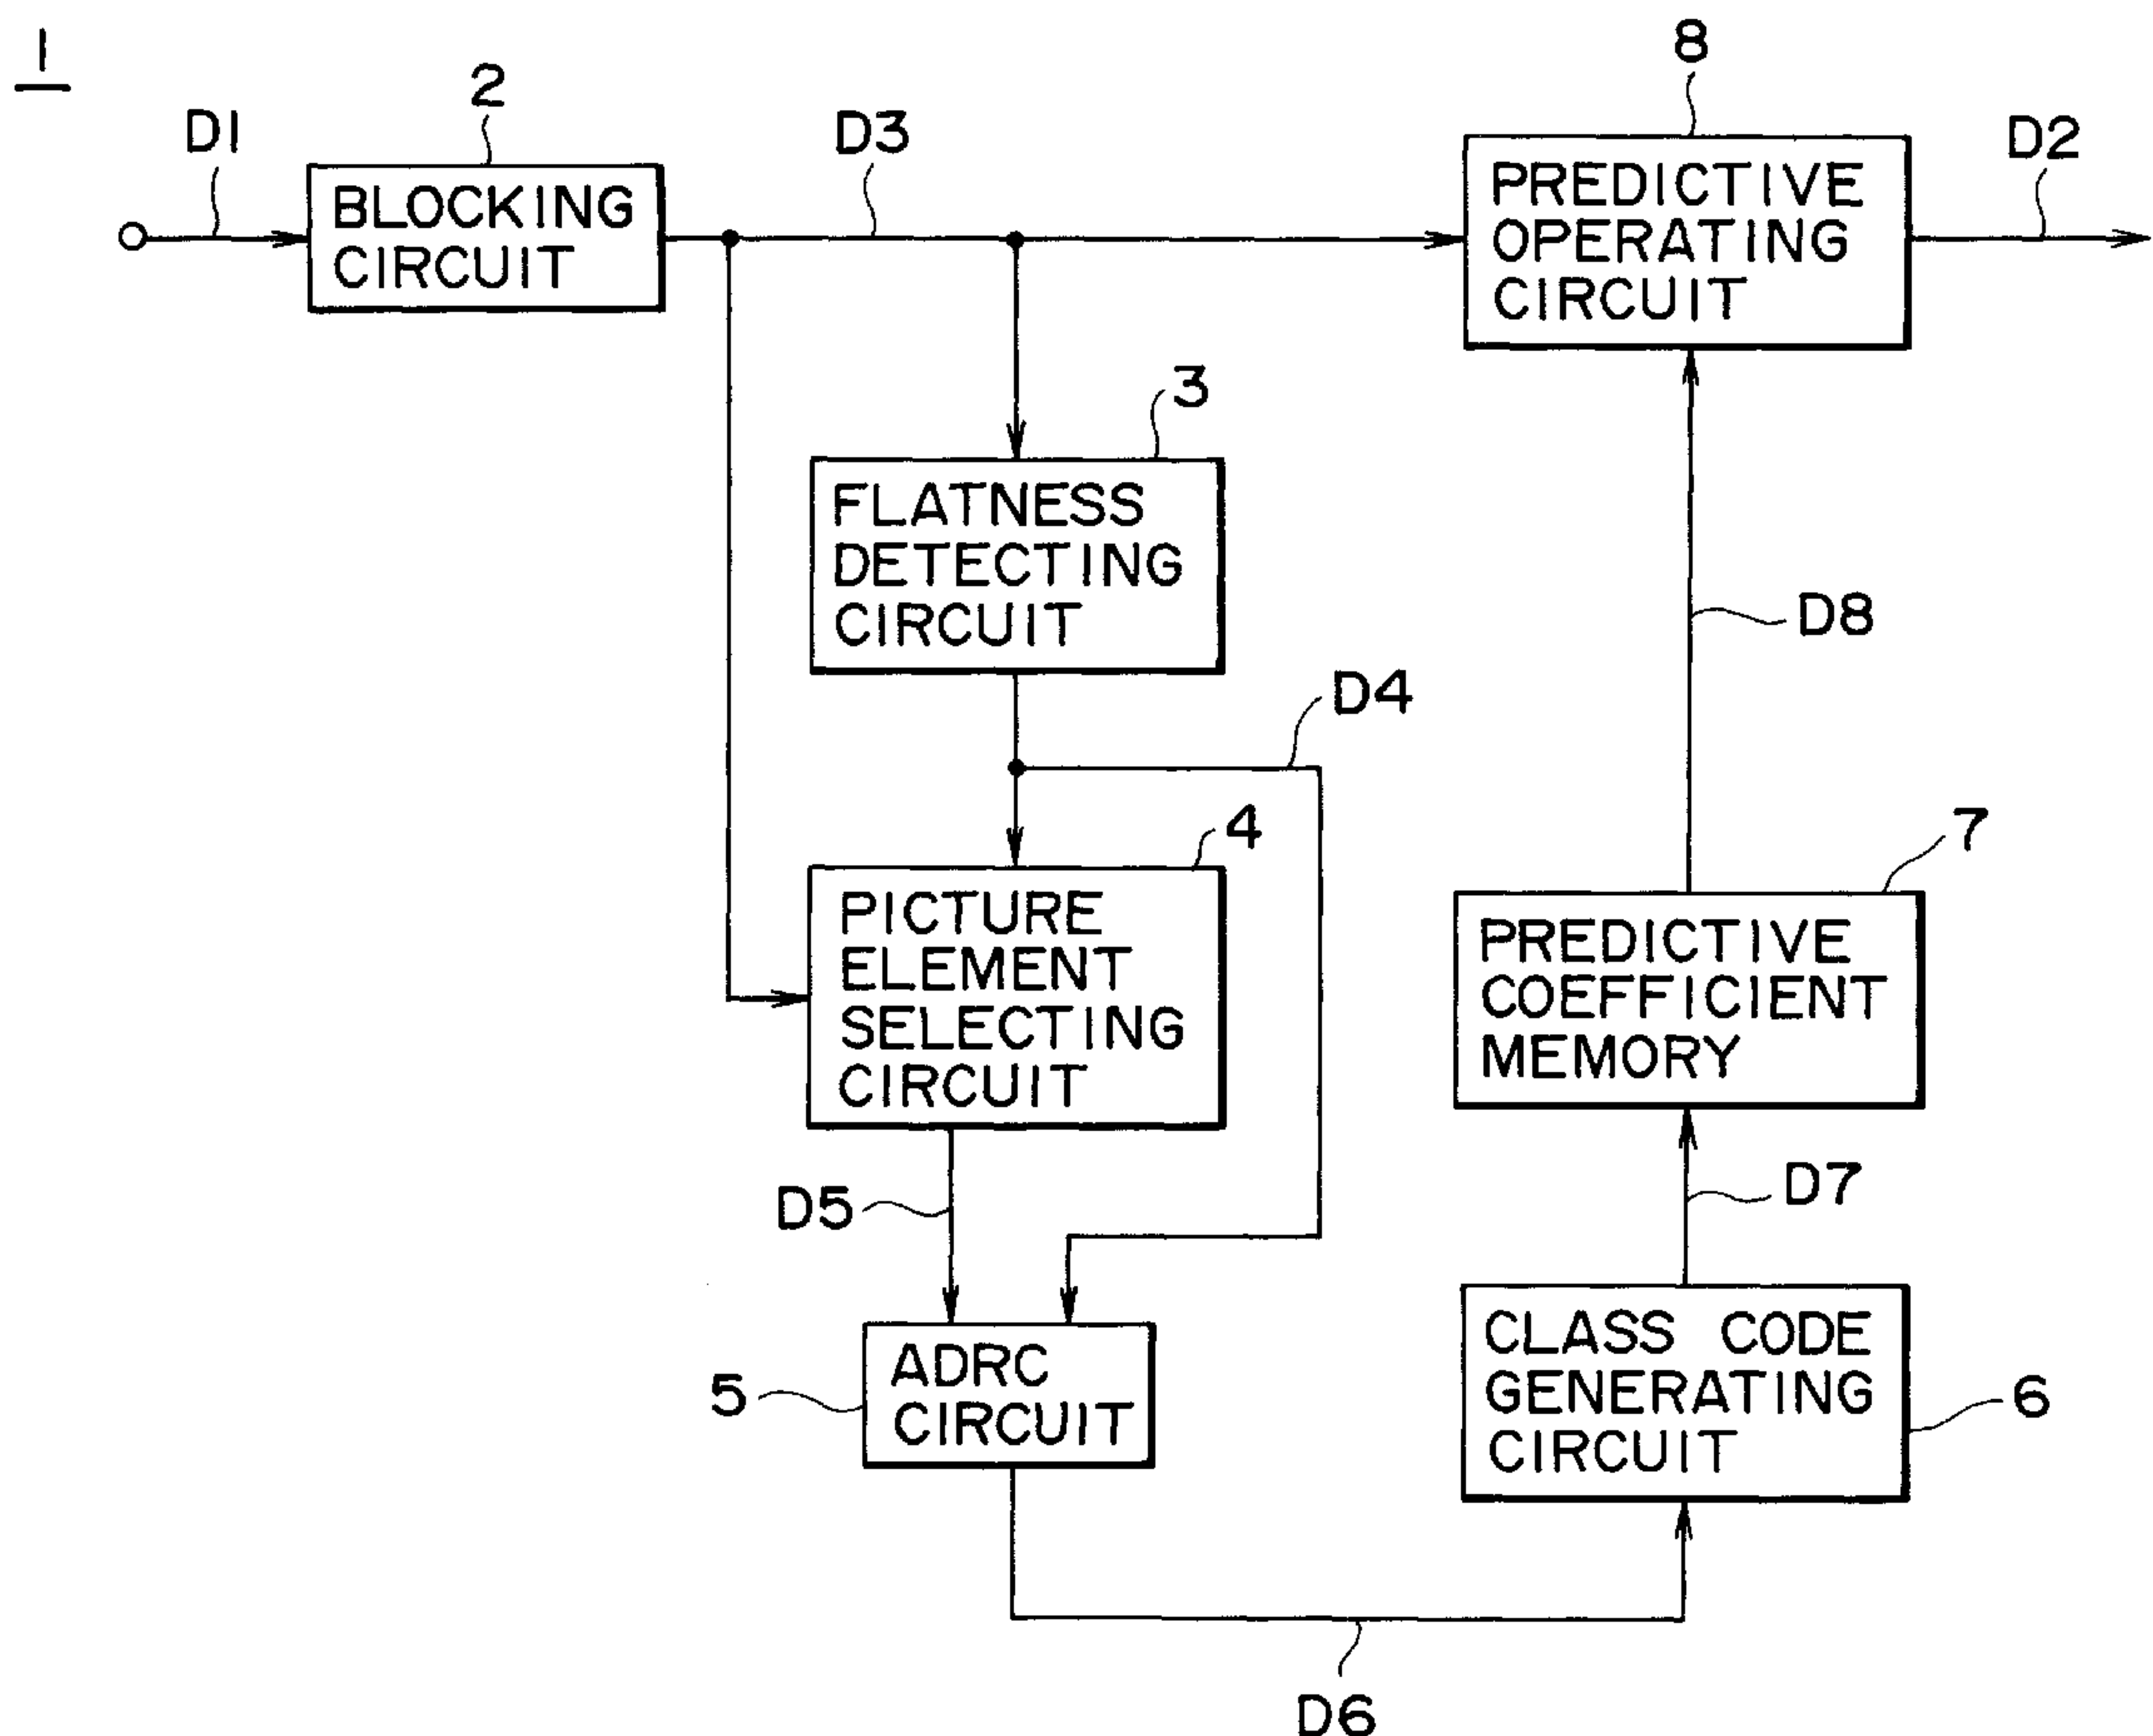 1
2
8
D1
D3
D2
BLOCKING
CIRCUIT
PREDICTIVE
OPERATING
CIRCUIT
3
FLATNESS
DETECTING
CIRCUIT
D8
D4
4
7
PICTURE
ELEMENT
SELECTING
CIRCUIT
PREDICTIVE
COEFFICIENT
MEMORY
D5
D7
5
ADRC
CIRCUIT
CLASS CODE
GENERATING
CIRCUIT
6
D6